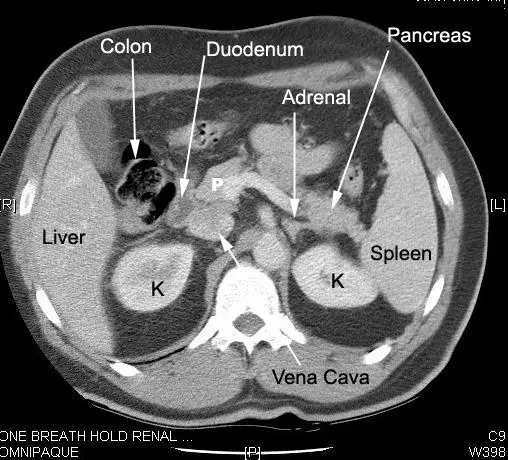 Colon
Duodenum
Pancreas
Adrenal
P
[R]
[L]
Liver
Spleen
K
K
Vena Cava
ONE BREATH HOLD RENAL ...
C9
OMNIPAQUE
[P]
W398